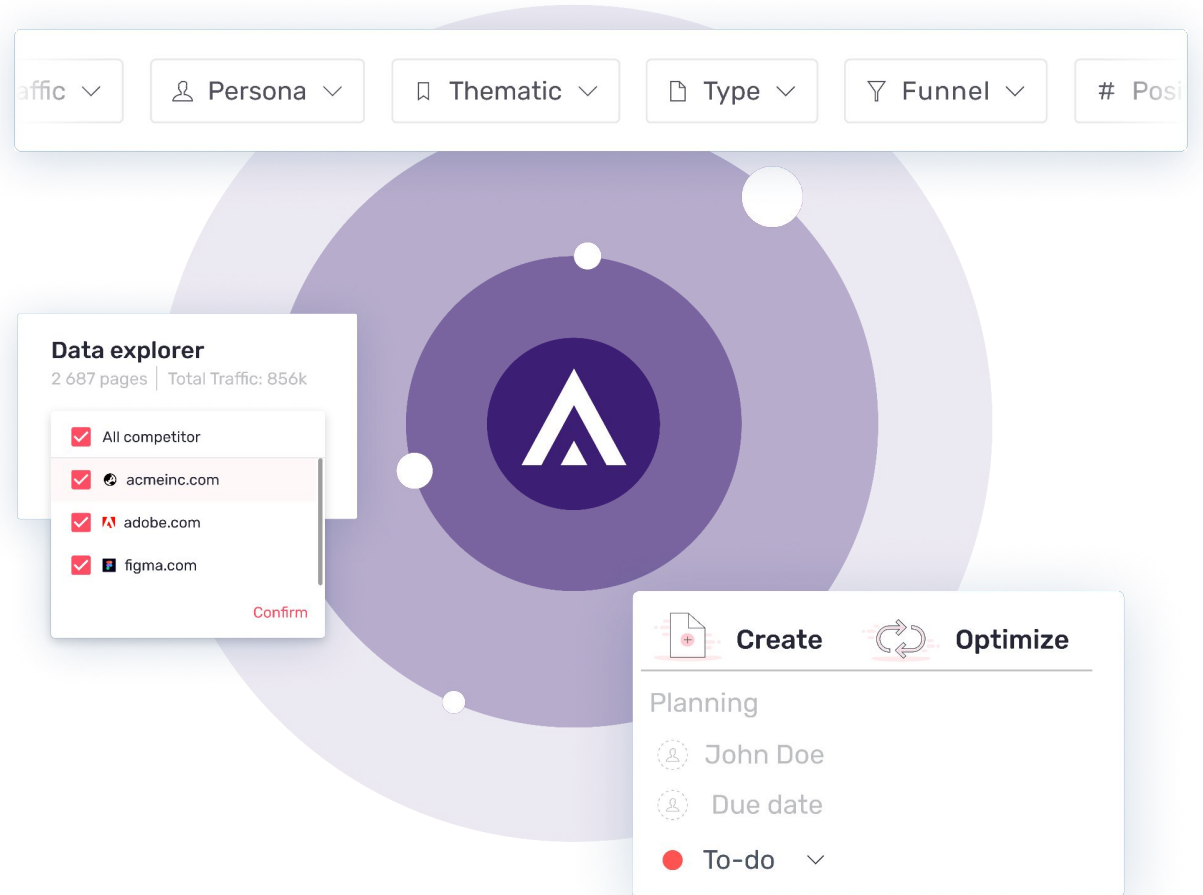 affic Persona Thematic Type Funnel # Posi
Data explorer
2 687 pages | Total Traffic: 856k
All competitor
acmeinc.com
adobe.com
figma.com
Confirm
Create Optimize
Planning
John Doe
Due date
To-do